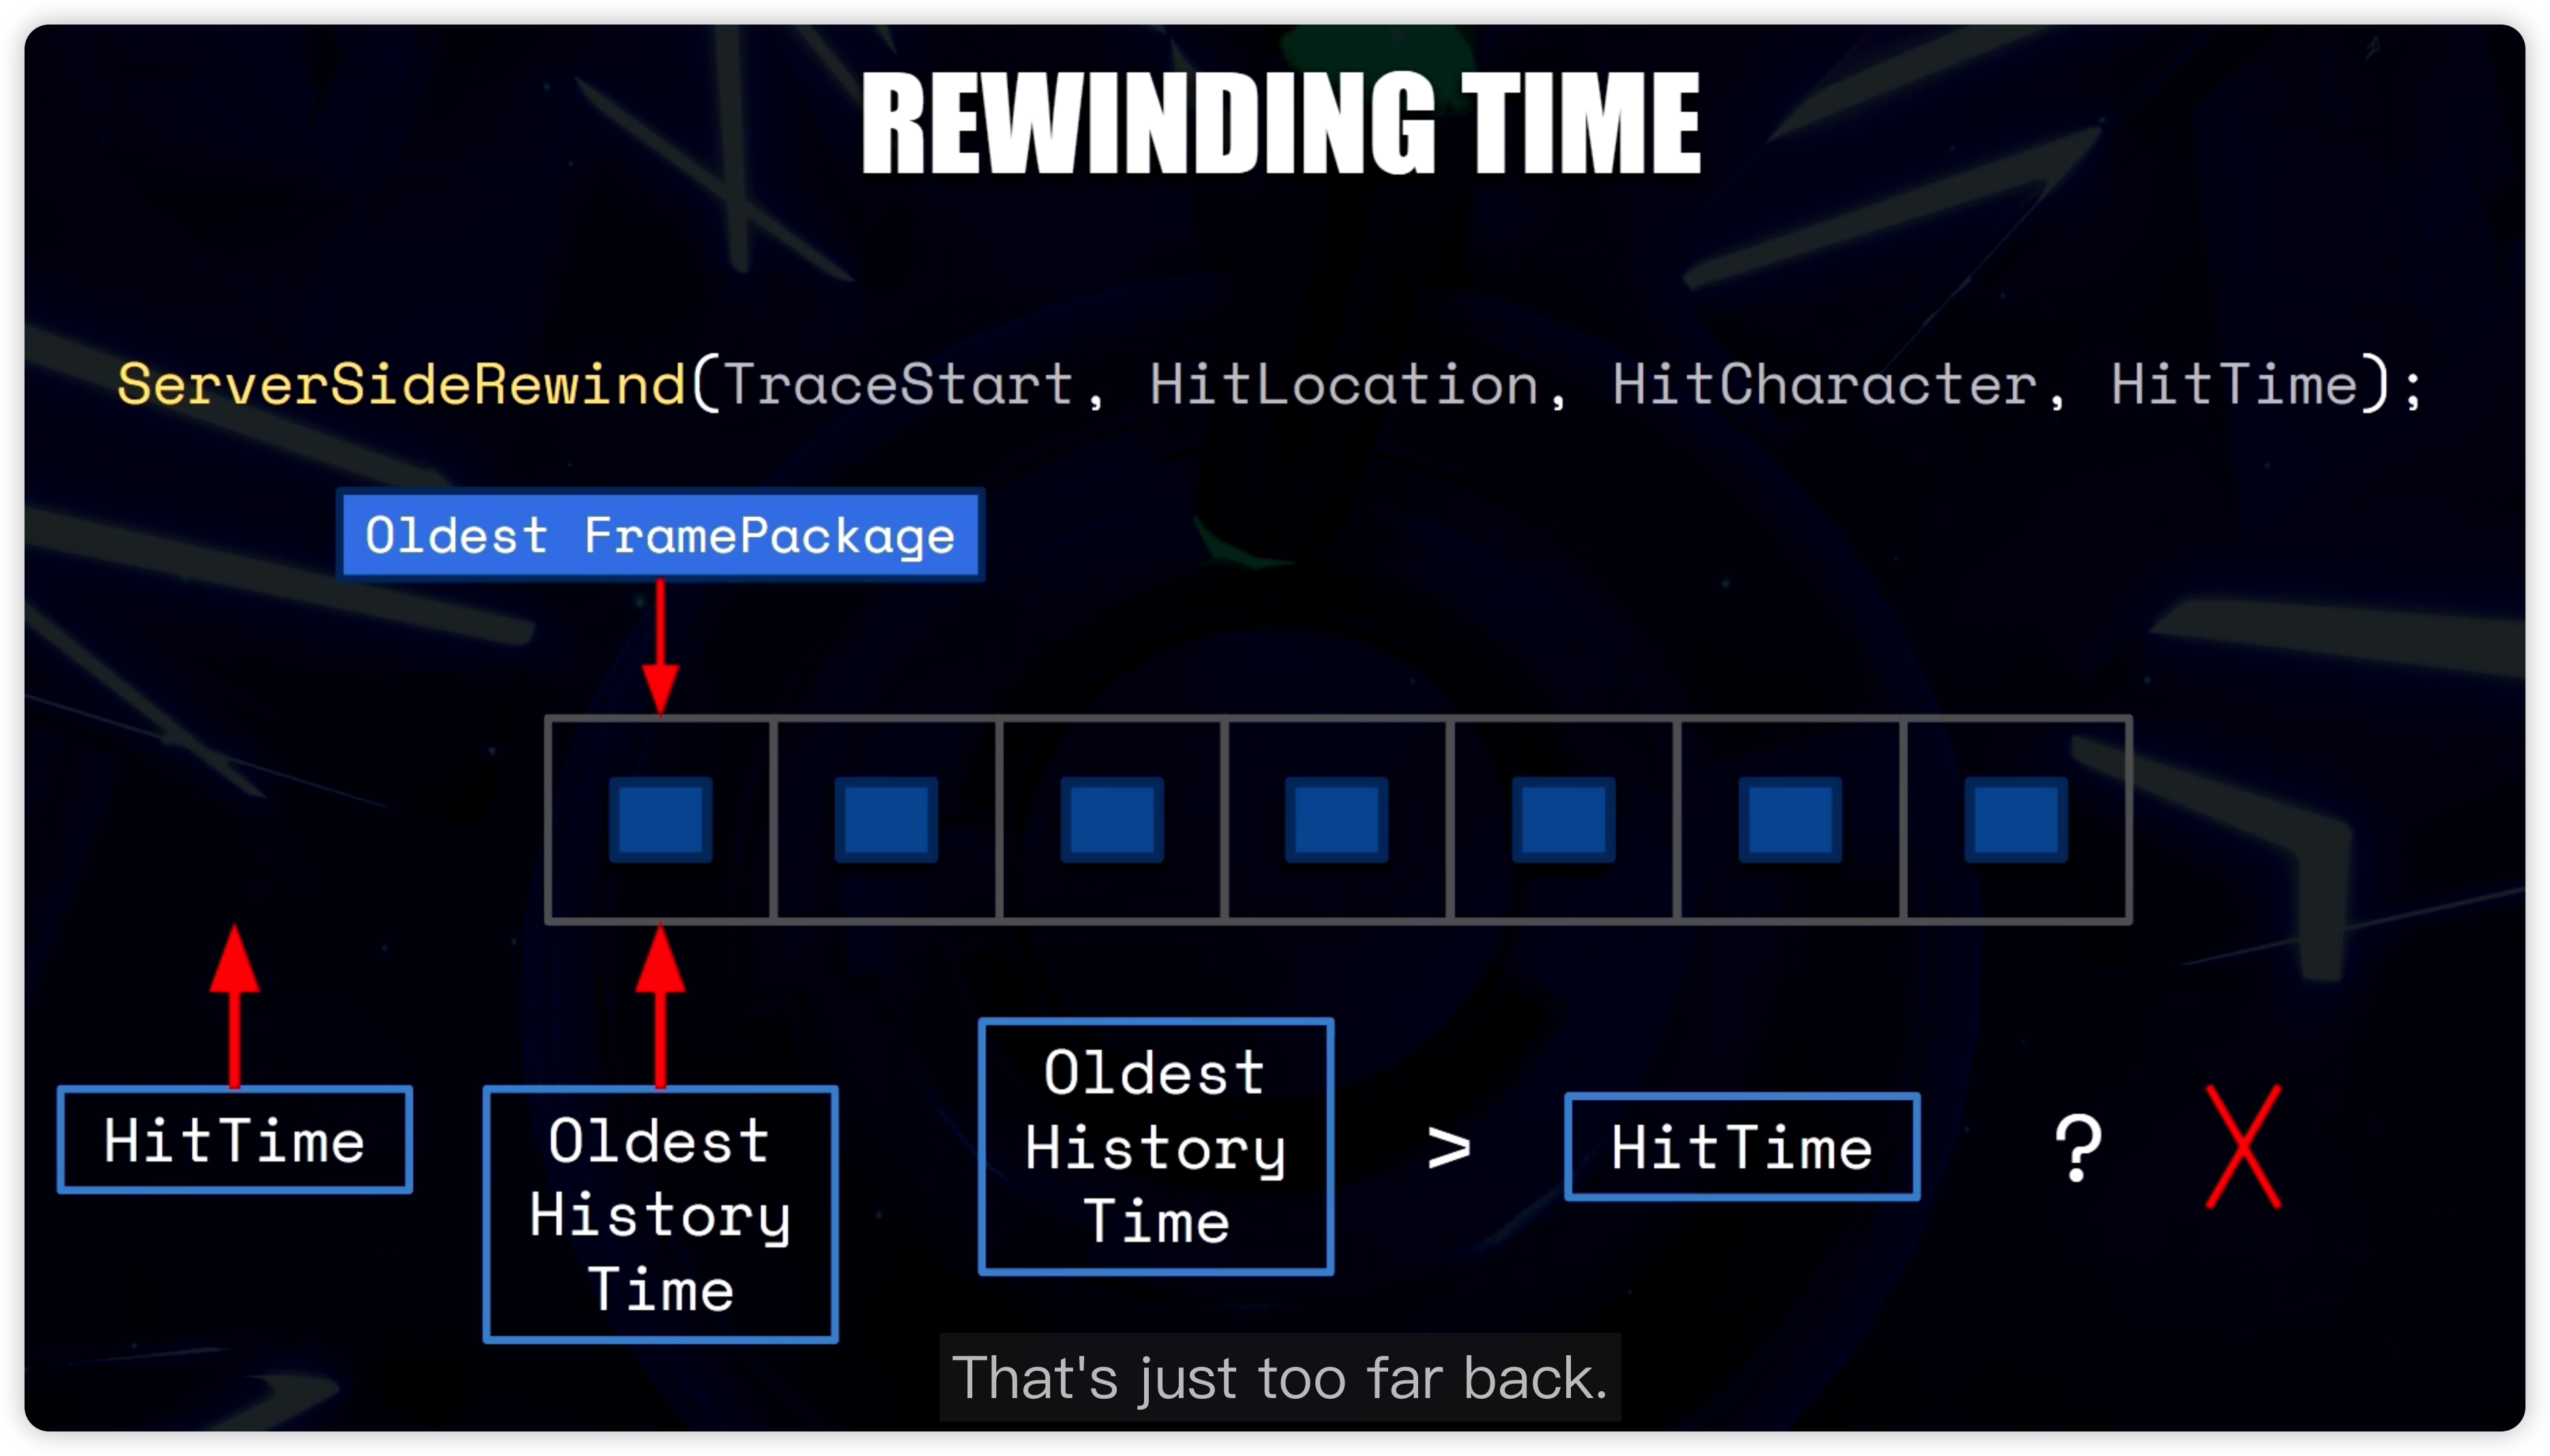 REWINDING TIME
ServerSideRewind(TraceStart, HitLocation, HitCharacter, HitTime);
Oldest FramePackage
HitTime
Oldest
History
Time
Oldest
History
Time
>
HitTime
?
That's just too far back.